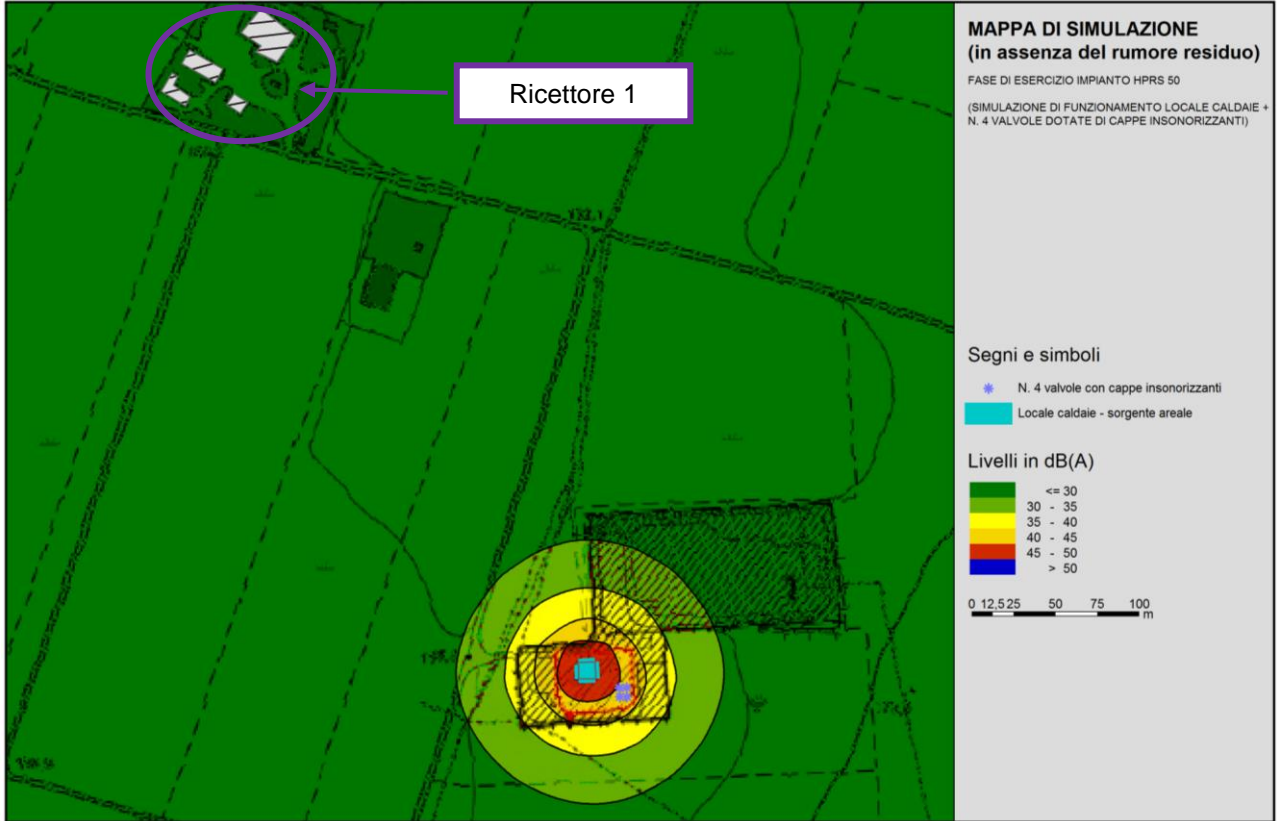 Ricettore 1
MAPPA DI SIMULAZIONE
(in assenza del rumore residuo)
FASE DI ESERCIZIO IMPIANTO HPRS 50
(SIMULAZIONE DI FUNZIONAMENTO LOCALE CALDAIE +
N. 4 VALVOLE DOTATE DI CAPPE INSONORIZZANTI)
Segni e simboli
N. 4 valvole con cappe insonorizzanti
Locale caldaie - sorgente areale
Livelli in dB(A)
<= 30
30 - 35
35 - 40
40 - 45
45 - 50
> 50
0 12,5 25 50 75 100
m